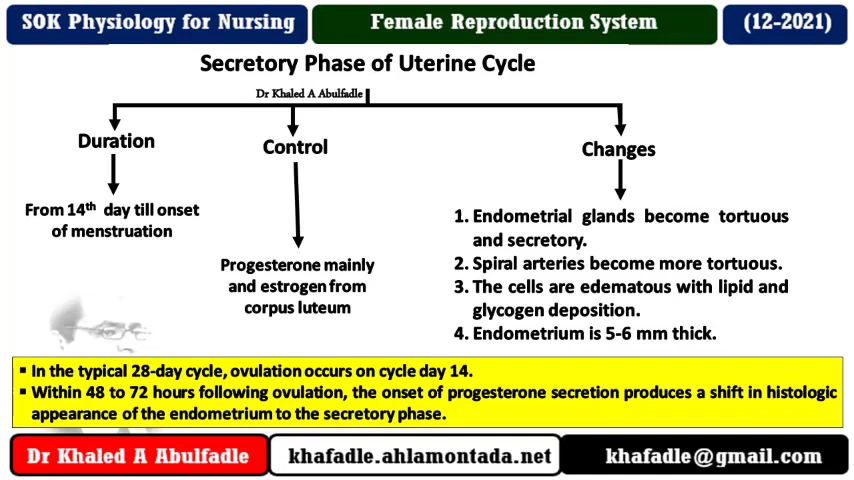 SOK Physiology for Nursing
Female Reproduction System
(12-2021)
Secretory Phase of Uterine Cycle
Dr Khaled A Abulfadle
Duration
From 14th day till onset
of menstruation
Control
Progesterone mainly
and estrogen from
corpus luteum
Changes
1. Endometrial glands become tortuous
and secretory.
2. Spiral arteries become more tortuous.
3. The cells are edematous with lipid and
glycogen deposition.
4. Endometrium is 5-6 mm thick.
▪ In the typical 28-day cycle, ovulation occurs on cycle day 14.
▪ Within 48 to 72 hours following ovulation, the onset of progesterone secretion produces a shift in histologic
appearance of the endometrium to the secretory phase.
Dr Khaled A Abulfadle
khafadle.ahlamontada.net
khafadle@gmail.com